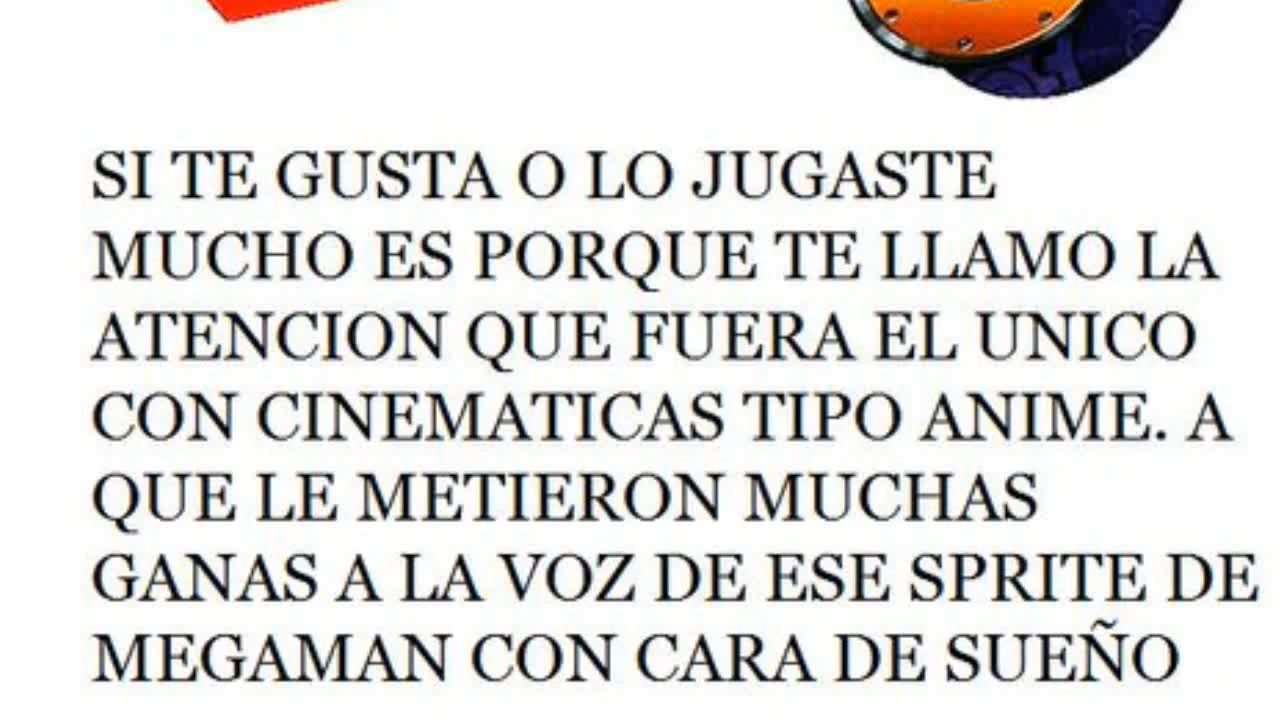 SI TE GUSTA O LO JUGASTE
MUCHO ES PORQUE TE LLAMO LA
ATENCION QUE FUERA EL UNICO
CON CINEMATICAS TIPO ANIME. A
QUE LE METIERON MUCHAS
GANAS A LA VOZ DE ESE SPRITE DE
MEGAMAN CON CARA DE SUEÑO